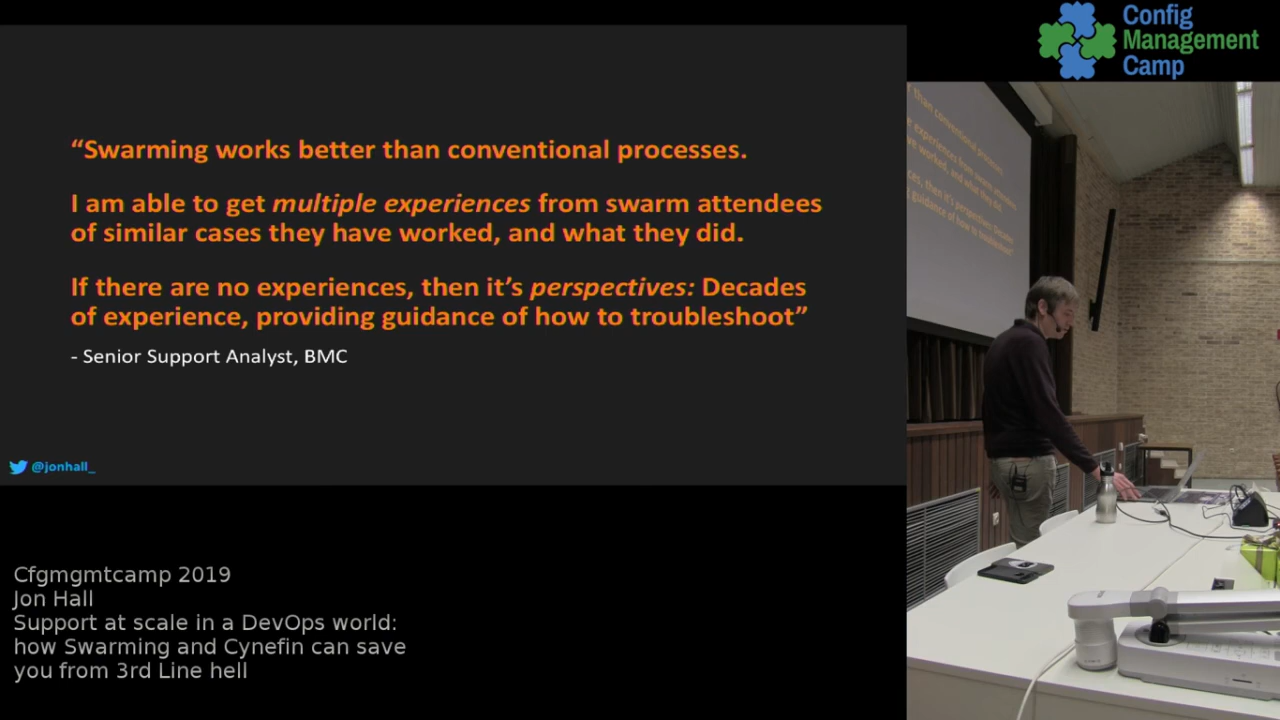 Config
Management
Camp
“Swarming works better than conventional processes.
I am able to get multiple experiences from swarm attendees
of similar cases they have worked, and what they did.
If there are no experiences, then it’s perspectives: Decades
of experience, providing guidance of how to troubleshoot”
- Senior Support Analyst, BMC
@jonhall_
Cfgmgmtcamp 2019
Jon Hall
Support at scale in a DevOps world:
how Swarming and Cynefin can save
you from 3rd Line hell